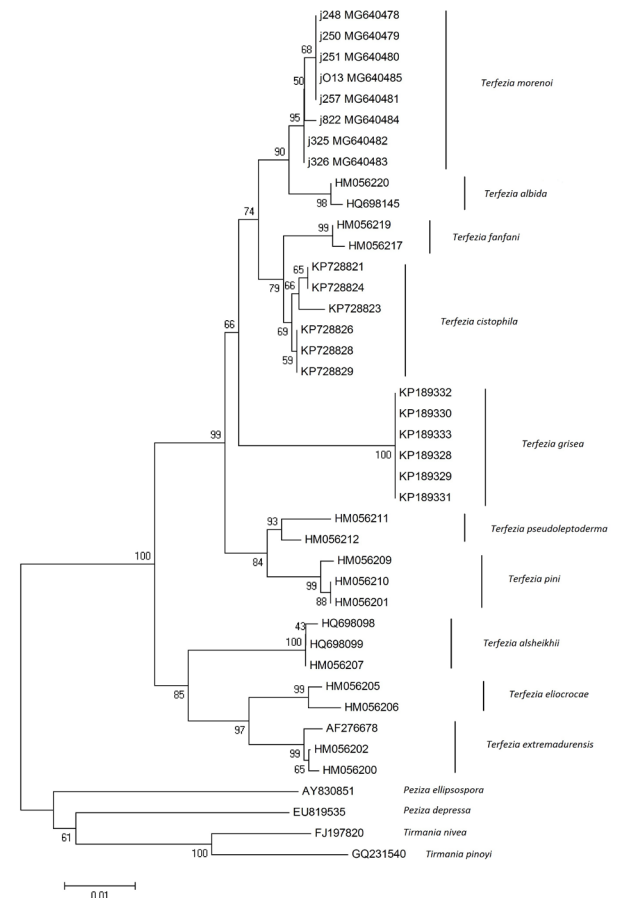 j248 MG640478
j250 MG640479
68
j251 MG640480
50
jO13 MG640485
Terfezia morenoi
j257 MG640481
95
j822 MG640484
j325 MG640482
90
j326 MG640483
HM056220
Terfezia albida
98
HQ698145
74
99
HM056219
Terfezia fanfani
HM056217
65
KP728821
79
66
KP728824
KP728823
Terfezia cistophila
66
69
KP728826
KP728828
59
KP728829
KP189332
KP189330
99
KP189333
Terfezia grisea
100
KP189328
KP189329
KP189331
93
HM056211
Terfezia pseudoleptoderma
HM056212
100
84
HM056209
Terfezia pini
99
HM056210
88
HM056201
43
HQ698098
100
HQ698099
Terfezia alsheikhii
HM056207
85
99
HM056205
Terfezia eliocrocae
HM056206
97
AF276678
Terfezia extremadurensis
99
HM056202
65
HM056200
AY830851
Peziza ellipsospora
EU819535
Peziza depressa
61
FJ197820
Tirmania nivea
100
GQ231540
Tirmania pinoyi
0.01